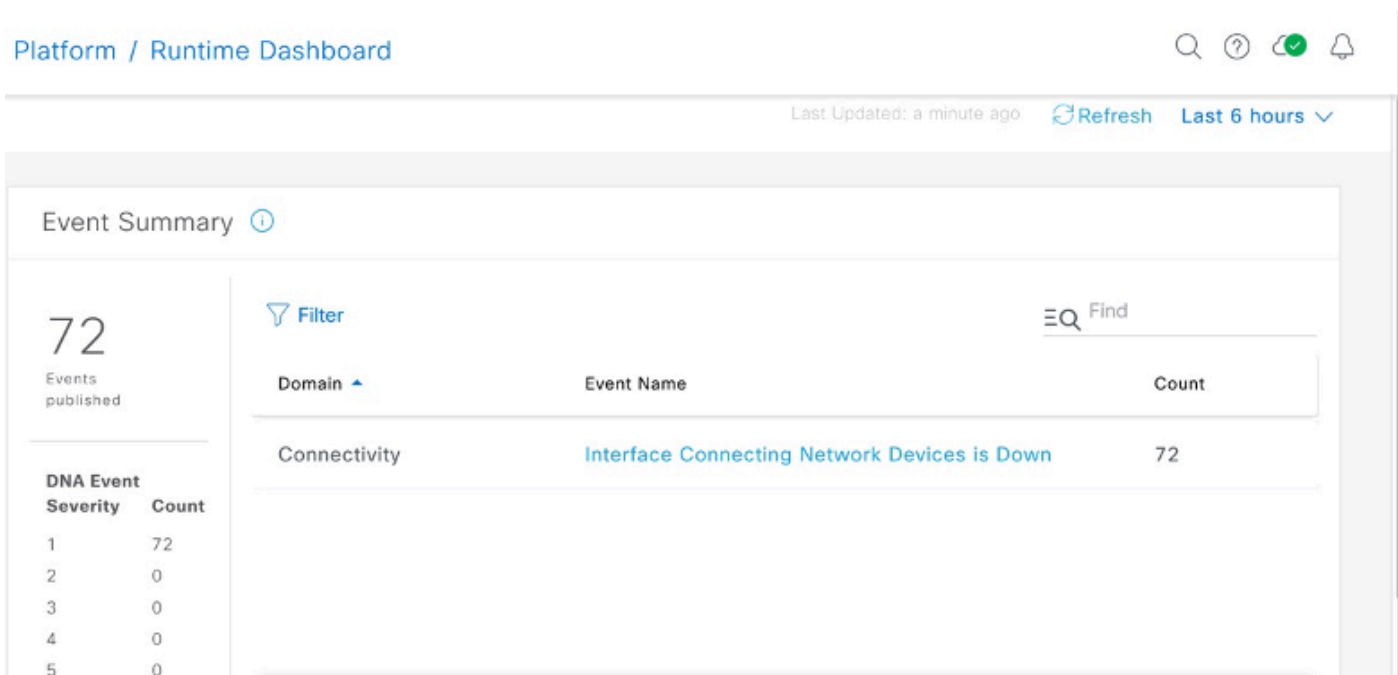 Platform / Runtime Dashboard
Last Updated: a minute ago Refresh Last 6 hours
Event Summary
72
Events
published
DNA Event
Severity Count
1 72
2 0
3 0
4 0
5 0
Filter
Find
Domain Event Name Count
Connectivity Interface Connecting Network Devices is Down 72